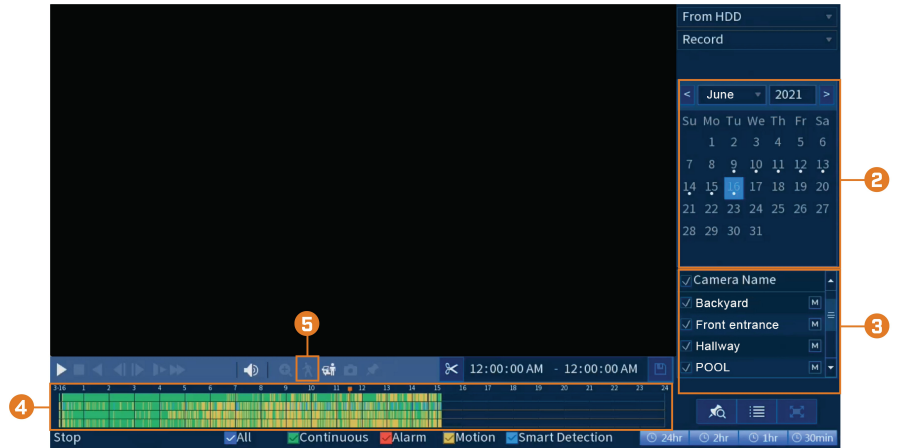 From HDD
Record
< June 2021 >
Su Mo Tu We Th Fr Sa
1 2 3 4 5 6
7 8 9 10 11 12 13
14 15 16 17 18 19 20
21 22 23 24 25 26 27
28 29 30 31
2
Camera Name
Backyard M
Front entrance M
Hallway M
POOL M
3
5
12:00:00 AM - 12:00:00 AM
3-16 1 2 3 4 5 6 7 8 9 10 11 12 13 14 15 16 17 18 19 20 21 22 23 24
4
Stop All Continuous Alarm Motion Smart Detection 24hr 2hr 1hr 30min